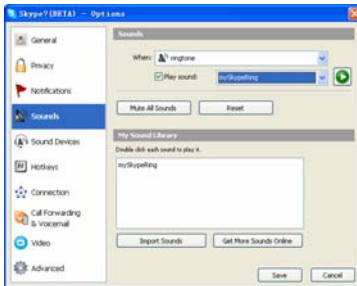 Skype?(BETA) - Options
General
Privacy
Notifications
Sounds
Sound Devices
Hotkeys
Connection
Call Forwarding
& Voicemail
Video
Advanced
Sounds
When: ringtone
Play sound: mySkypeRing
Mute All Sounds Reset
My Sound Library
Double click each sound to play it.
mySkypeRing
Import Sounds Get More Sounds Online
Save Cancel